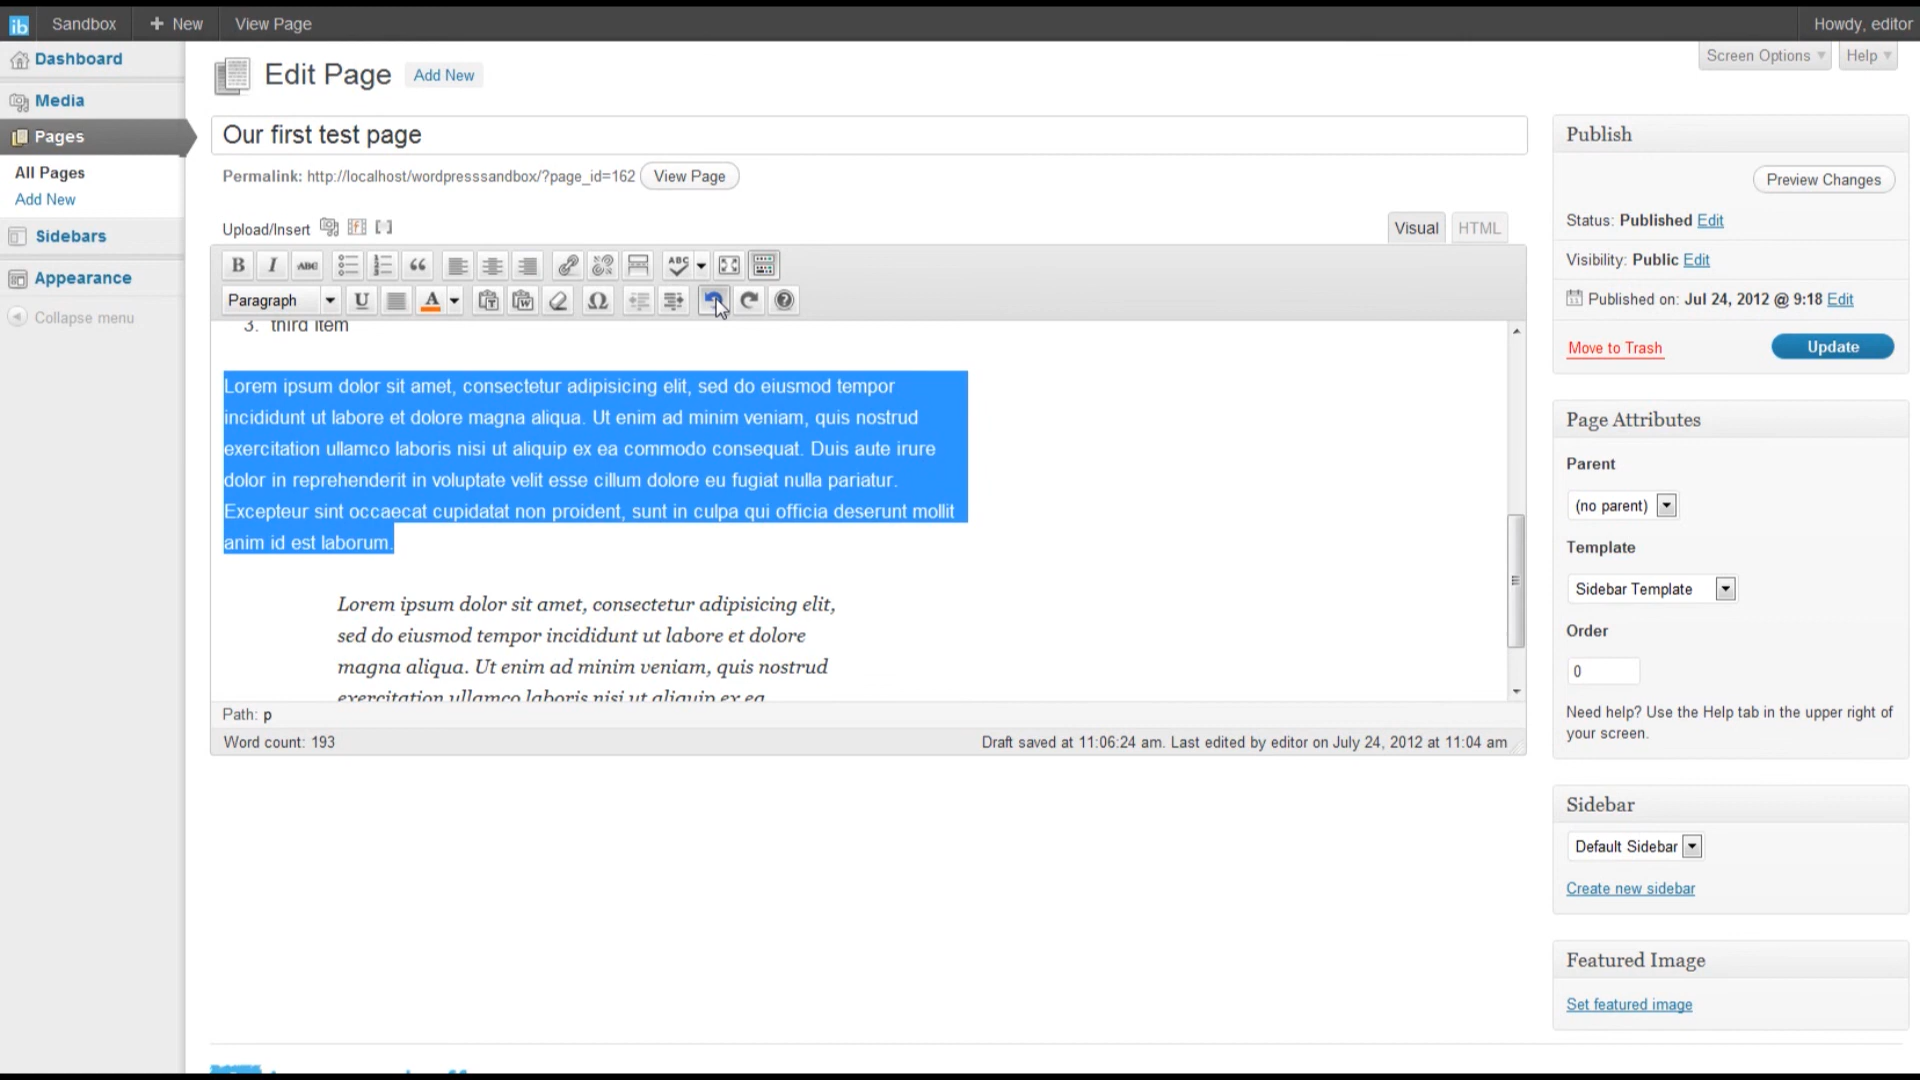 ib Sandbox + New View Page Howdy, editor
Dashboard
Media
Pages
All Pages
Add New
Sidebars
Appearance
Collapse menu
Screen Options Help
Edit Page Add New
Our first test page
Permalink: http://localhost/wordpresssandbox/?page_id=162 View Page
Upload/Insert
Visual HTML
B I ABC “ ABC
Paragraph U A Ω
3. third item
Lorem ipsum dolor sit amet, consectetur adipisicing elit, sed do eiusmod tempor
incididunt ut labore et dolore magna aliqua. Ut enim ad minim veniam, quis nostrud
exercitation ullamco laboris nisi ut aliquip ex ea commodo consequat. Duis aute irure
dolor in reprehenderit in voluptate velit esse cillum dolore eu fugiat nulla pariatur.
Excepteur sint occaecat cupidatat non proident, sunt in culpa qui officia deserunt mollit
anim id est laborum.
Lorem ipsum dolor sit amet, consectetur adipisicing elit,
sed do eiusmod tempor incididunt ut labore et dolore
magna aliqua. Ut enim ad minim veniam, quis nostrud
exercitation ullamco laboris nisi ut aliquip ex ea
Path: p
Word count: 193
Draft saved at 11:06:24 am. Last edited by editor on July 24, 2012 at 11:04 am
Publish
Preview Changes
Status: Published Edit
Visibility: Public Edit
Published on: Jul 24, 2012 @ 9:18 Edit
Move to Trash Update
Page Attributes
Parent
(no parent)
Template
Sidebar Template
Order
0
Need help? Use the Help tab in the upper right of
your screen.
Sidebar
Default Sidebar
Create new sidebar
Featured Image
Set featured image